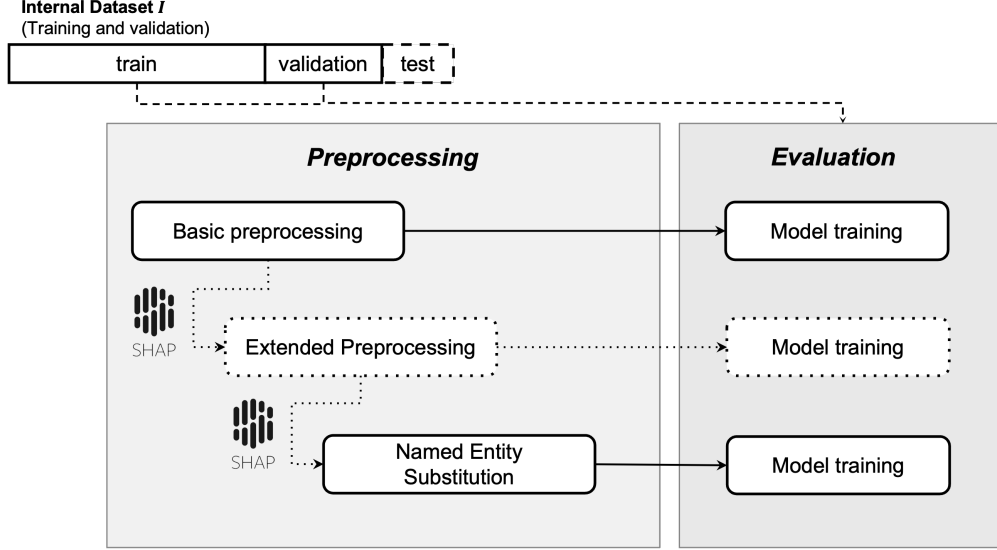 Internal Dataset I
(Training and validation)
train
validation
test
Preprocessing
Evaluation
Basic preprocessing
Model training
SHAP
Extended Preprocessing
Model training
SHAP
Named Entity
Substitution
Model training